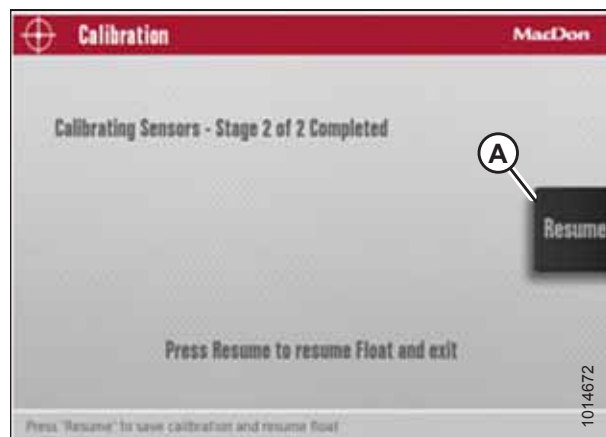 Calibration
MacDon
Calibrating Sensors - Stage 2 of 2 Completed
A
Resume
Press Resume to resume Float and exit
1014672
Press 'Resume' to save calibration and resume float